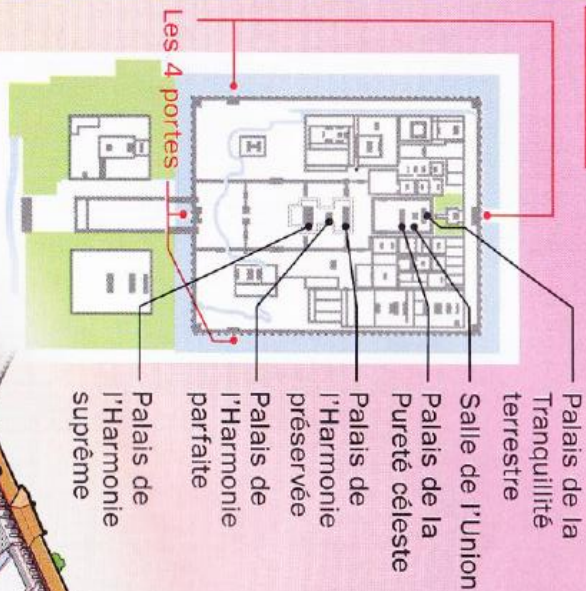 Les 4 portes
Palais de la
Tranquillité
terrestre
Salle de l'Union
Palais de la
Pureté céleste
Palais de
l'Harmonie
préservée
Palais de
l'Harmonie
parfaite
Palais de
l'Harmonie
suprême